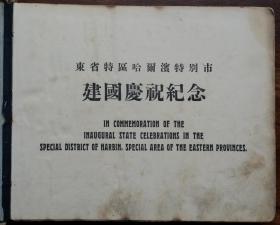 東省特區哈爾濱特別市
建國慶祝紀念
IN COMMEMORATION OF THE
INAUGURAL STATE CELEBRATIONS IN THE
SPECIAL DISTRICT OF HARBIN, SPECIAL AREA OF THE EASTERN PROVINCES.